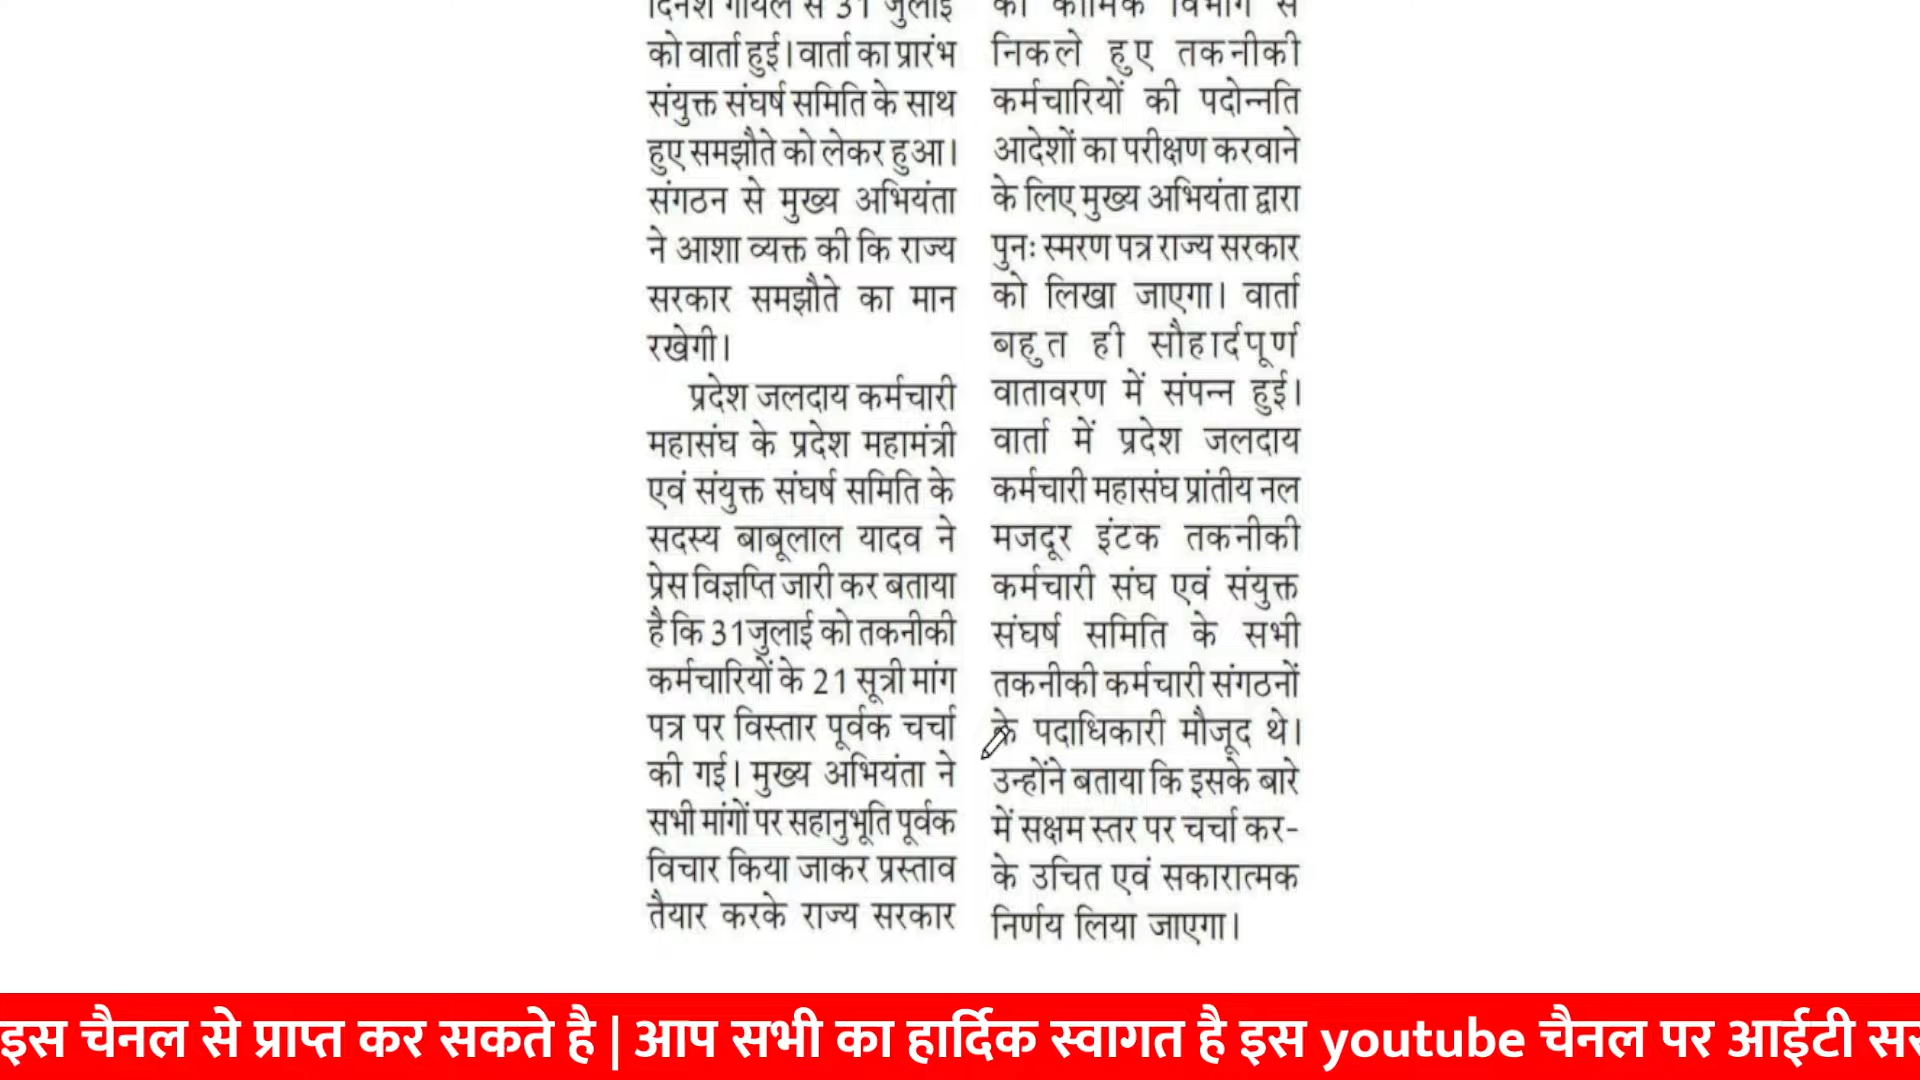 दिनेश गोयल से 31 जुलाई
को वार्ता हुई। वार्ता का प्रारंभ
संयुक्त संघर्ष समिति के साथ
हुए समझौते को लेकर हुआ।
संगठन से मुख्य अभियंता
ने आशा व्यक्त की कि राज्य
सरकार समझौते का मान
रखेगी।
प्रदेश जलदाय कर्मचारी
महासंघ के प्रदेश महामंत्री
एवं संयुक्त संघर्ष समिति के
सदस्य बाबूलाल यादव ने
प्रेस विज्ञप्ति जारी कर बताया
है कि 31जुलाई को तकनीकी
कर्मचारियों के 21 सूत्री मांग
पत्र पर विस्तार पूर्वक चर्चा
की गई। मुख्य अभियंता ने
सभी मांगों पर सहानुभूति पूर्वक
विचार किया जाकर प्रस्ताव
तैयार करके राज्य सरकार
को कार्मिक विभाग से
निकले हुए तकनीकी
कर्मचारियों की पदोन्नति
आदेशों का परीक्षण करवाने
के लिए मुख्य अभियंता द्वारा
पुनः स्मरण पत्र राज्य सरकार
को लिखा जाएगा। वार्ता
बहुत ही सौहार्दपूर्ण
वातावरण में संपन्न हुई।
वार्ता में प्रदेश जलदाय
कर्मचारी महासंघ प्रांतीय नल
मजदूर इंटक तकनीकी
कर्मचारी संघ एवं संयुक्त
संघर्ष समिति के सभी
तकनीकी कर्मचारी संगठनों
के पदाधिकारी मौजूद थे।
उन्होंने बताया कि इसके बारे
में सक्षम स्तर पर चर्चा कर-
के उचित एवं सकारात्मक
निर्णय लिया जाएगा।
इस चैनल से प्राप्त कर सकते है | आप सभी का हार्दिक स्वागत है इस youtube चैनल पर आईटी